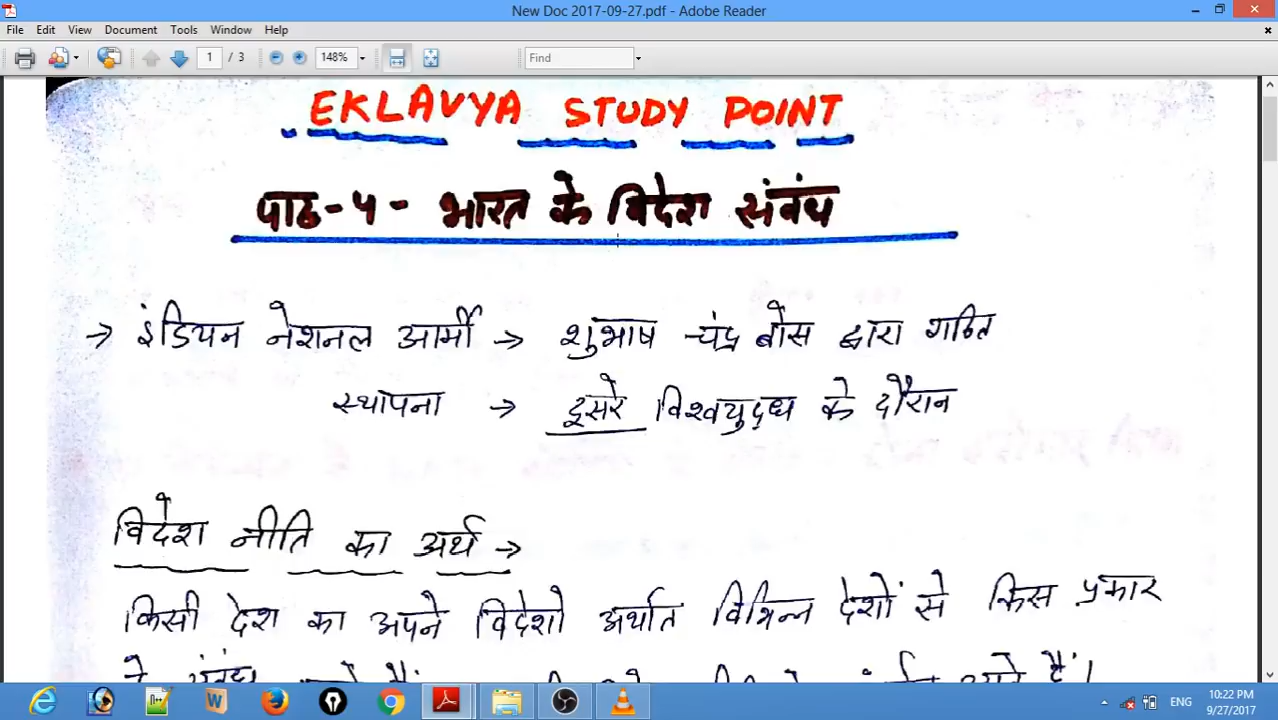 New Doc 2017-09-27.pdf - Adobe Reader
File Edit View Document Tools Window Help
1 / 3 148% Find
EKLAVYA STUDY POINT
पाठ-4- भारत के विदेश संबंध
→ इंडियन नेशनल आर्मी → शुभाष चंद्र बोस द्वारा गठित
स्थापना → दूसरे विश्वयुद्ध के दौरान
विदेश नीति का अर्थ →
किसी देश का अपने विदेशो अर्थात विभिन्न देशों से किस प्रकार
ENG
10:22 PM
9/27/2017